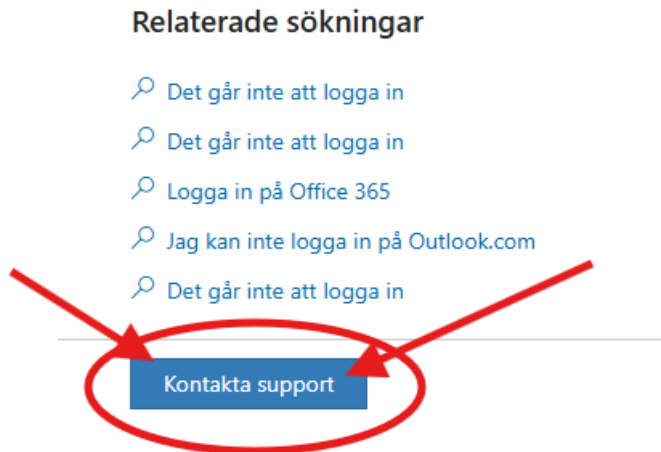 Relaterade sökningar
Det går inte att logga in
Det går inte att logga in
Logga in på Office 365
Jag kan inte logga in på Outlook.com
Det går inte att logga in
Kontakta support